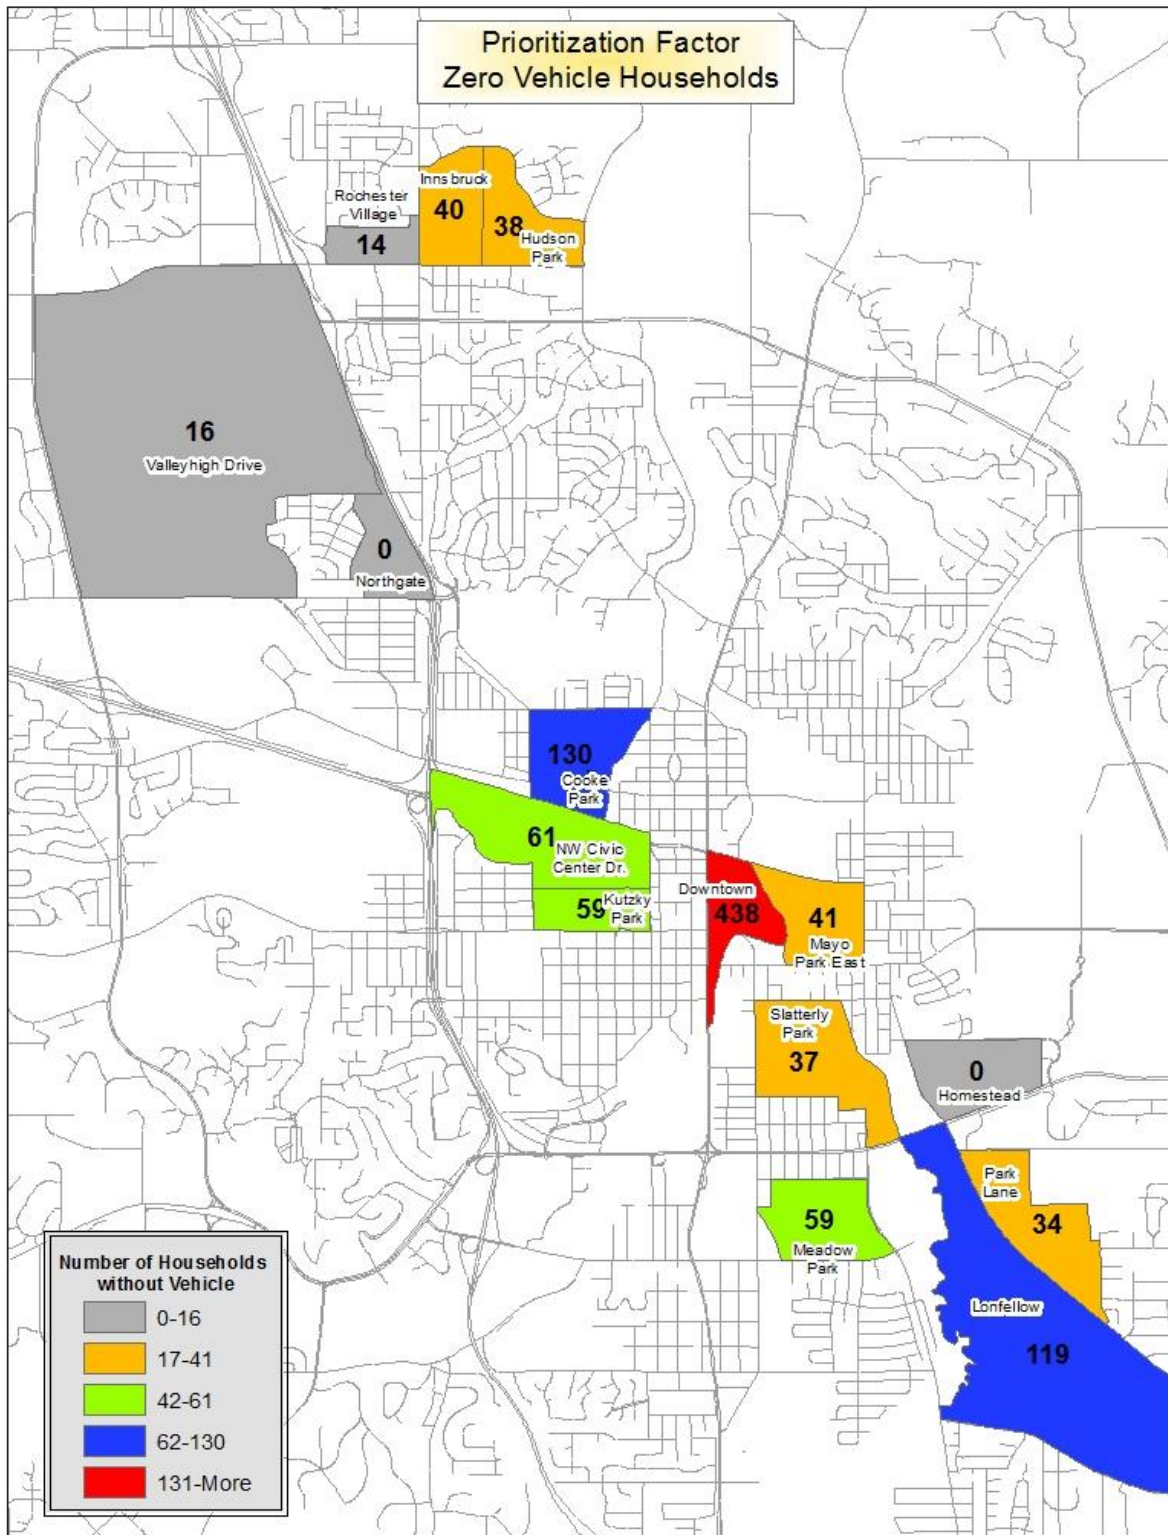 Prioritization Factor
Zero Vehicle Households
Innsbruck
40
38
Hudson
Park
Rochester
Village
14
16
Valleyhigh Drive
0
Northgate
130
Cooke
Park
61
NW Civic
Center Dr.
59
Kutzky
Park
Downtown
438
41
Mayo
Park East
Slatterly
Park
37
0
Homestead
Park
Lane
34
59
Meadow
Park
Lonfellow
119
Number of Households
without Vehicle
0-16
17-41
42-61
62-130
131-More